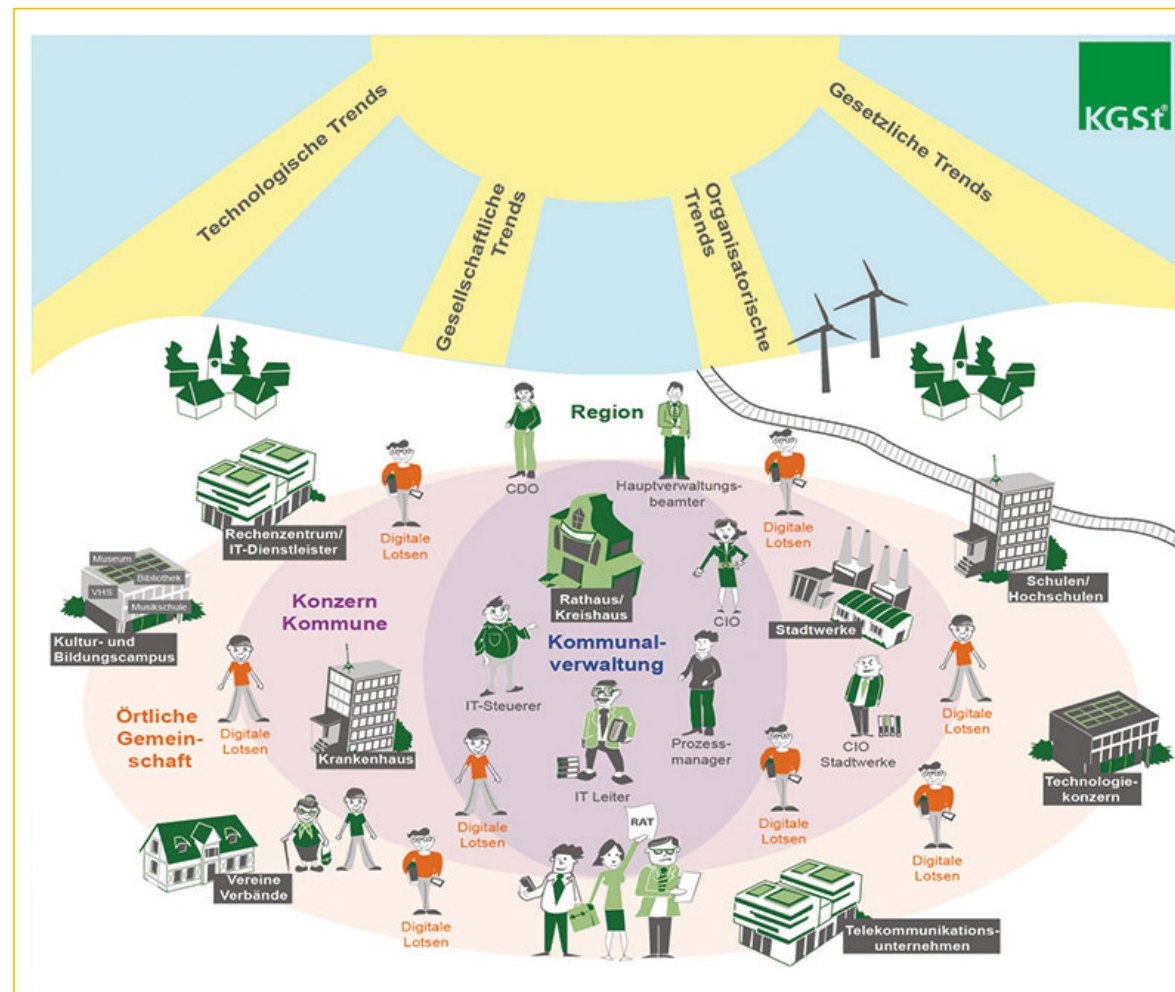 KGSt®
Technologische Trends
Gesellschaftliche
Trends
Organisatorische
Trends
Gesetzliche Trends
Region
CDO
Hauptverwaltungs-
beamter
Rechenzentrum/
IT-Dienstleister
Digitale
Lotsen
Digitale
Lotsen
Museum
Bibliothek
VHS
Musikschule
Kultur- und
Bildungscampus
Konzern
Kommune
Rathaus/
Kreishaus
CIO
Stadtwerke
Schulen/
Hochschulen
Kommunal-
verwaltung
IT-Steuerer
Örtliche
Gemein-
schaft
Digitale
Lotsen
Krankenhaus
Prozess-
manager
CIO
Stadtwerke
Digitale
Lotsen
IT Leiter
Technologie-
konzern
Digitale
Lotsen
RAT
Digitale
Lotsen
Digitale
Lotsen
Vereine
Verbände
Digitale
Lotsen
Telekommunikations-
unternehmen